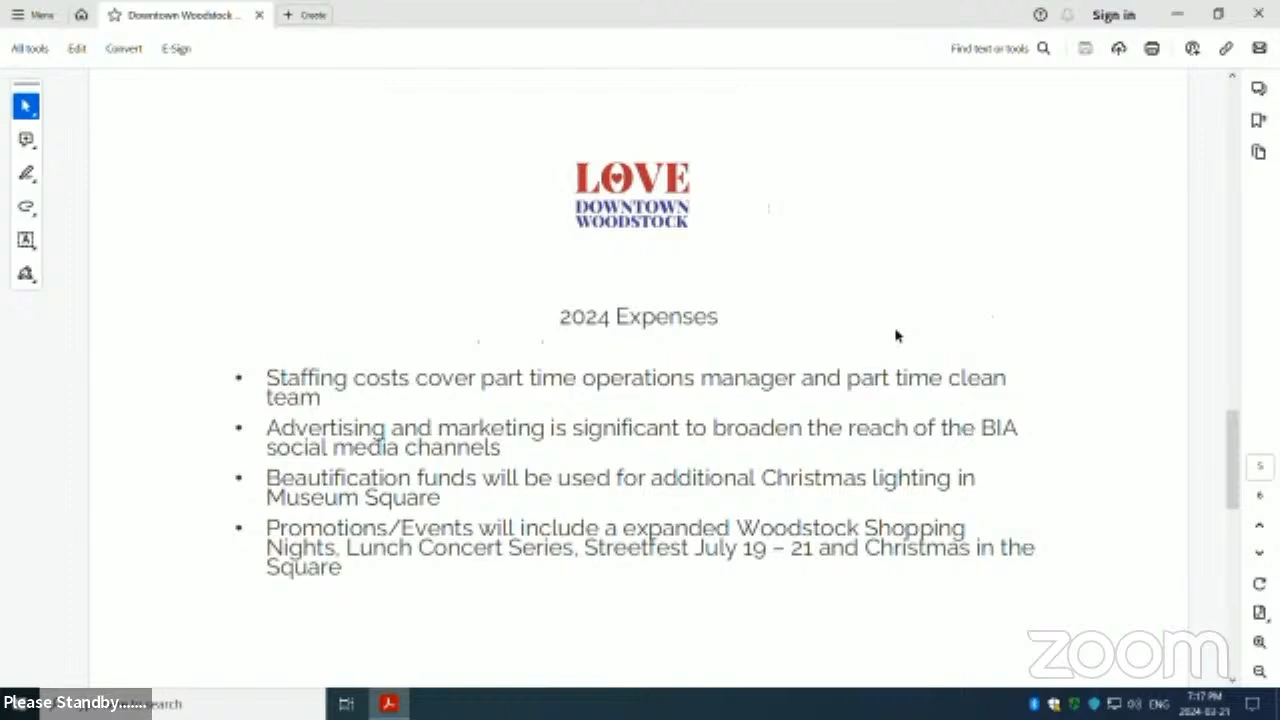 Menu
Downtown Woodstock ...
Create
Sign in
All tools
Edit
Convert
E-Sign
Find text or tools
LOVE
DOWNTOWN
WOODSTOCK
2024 Expenses
• Staffing costs cover part time operations manager and part time clean
team
• Advertising and marketing is significant to broaden the reach of the BIA
social media channels
• Beautification funds will be used for additional Christmas lighting in
Museum Square
• Promotions/Events will include a expanded Woodstock Shopping
Nights, Lunch Concert Series, Streetfest July 19 – 21 and Christmas in the
Square
5
6
zoom
Please Standby.......
search
ENG
7:17 PM
2024-03-21